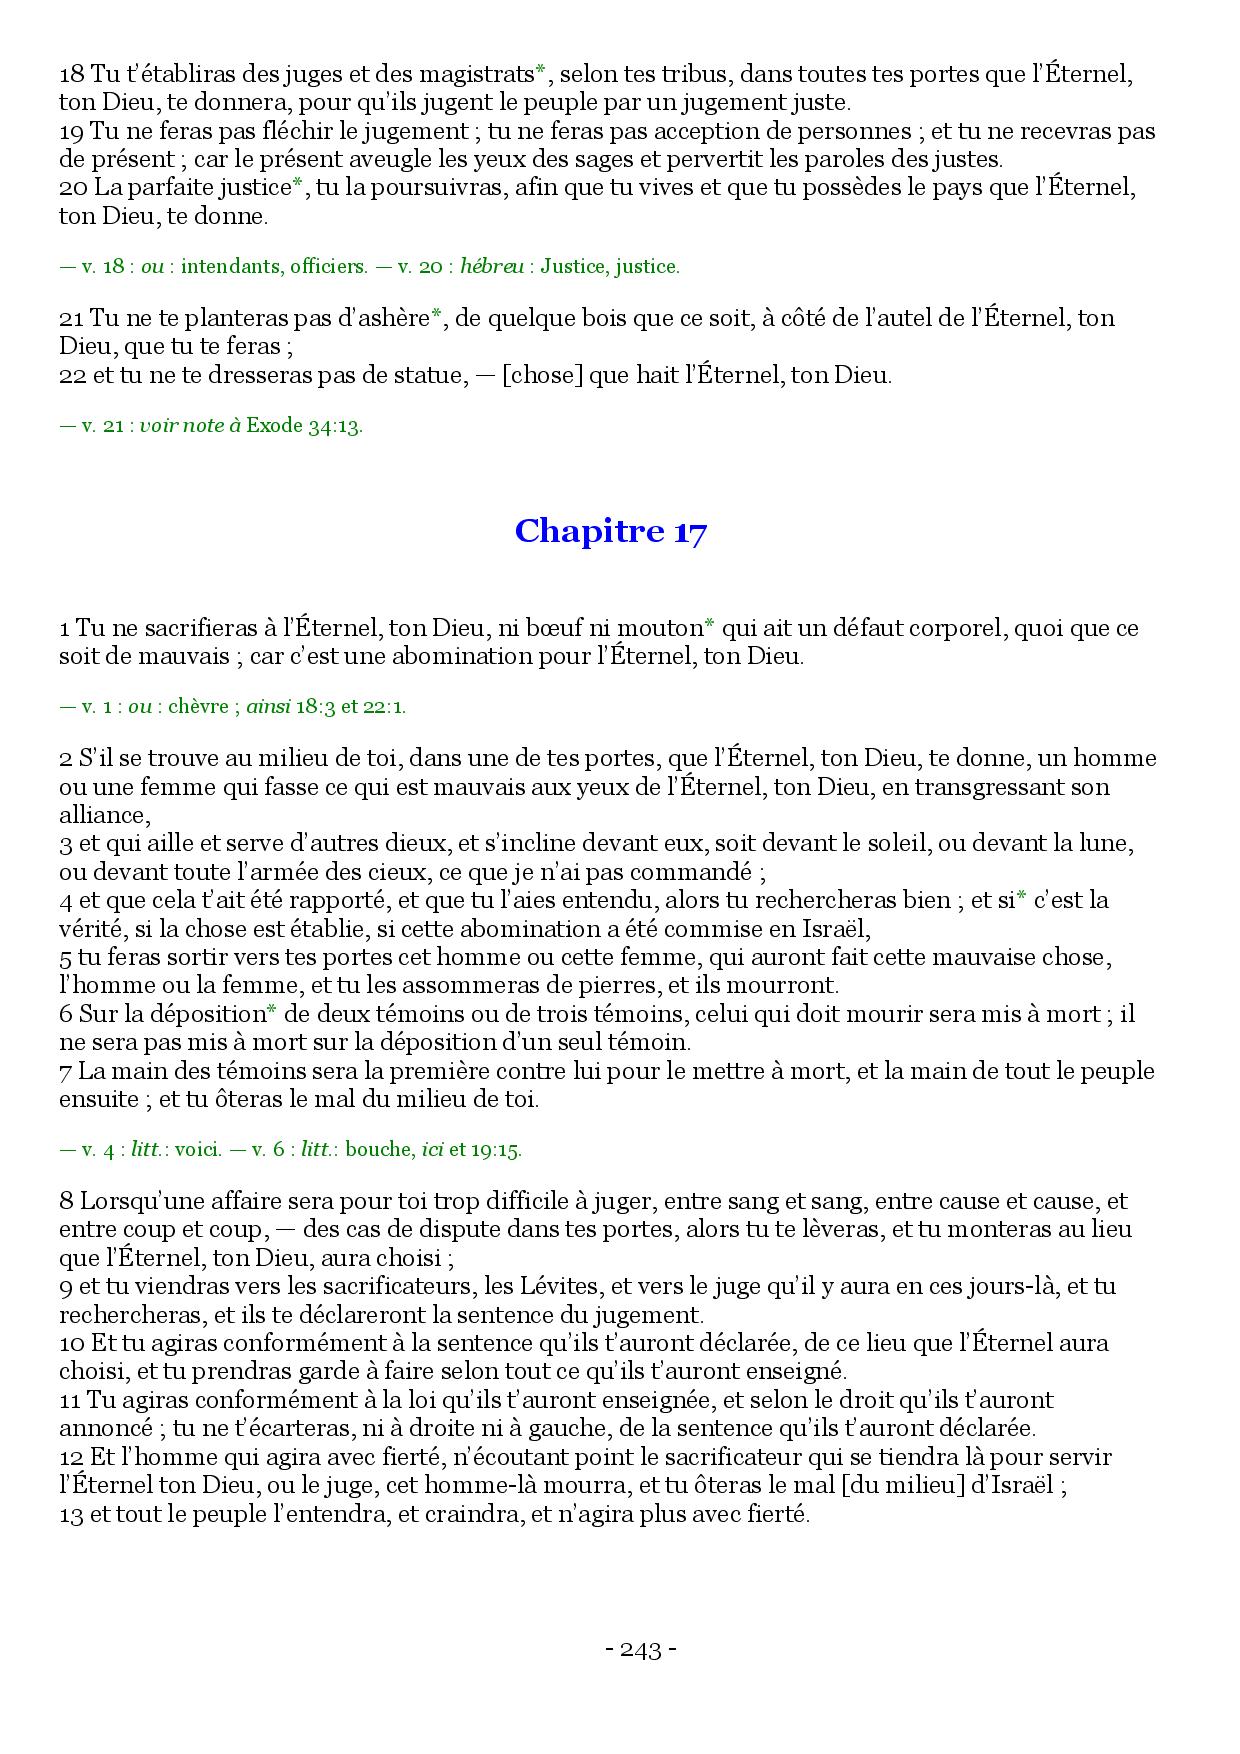 18 Tu t’établiras des juges et des magistrats*, selon tes tribus, dans toutes tes portes que l’Éternel,
ton Dieu, te donnera, pour qu’ils jugent le peuple par un jugement juste.
19 Tu ne feras pas fléchir le jugement ; tu ne feras pas acception de personnes ; et tu ne recevras pas
de présent ; car le présent aveugle les yeux des sages et pervertit les paroles des justes.
20 La parfaite justice*, tu la poursuivras, afin que tu vives et que tu possèdes le pays que l’Éternel,
ton Dieu, te donne.
— v. 18 : ou : intendants, officiers. — v. 20 : hébreu : Justice, justice.
21 Tu ne te planteras pas d’ashère*, de quelque bois que ce soit, à côté de l’autel de l’Éternel, ton
Dieu, que tu te feras ;
22 et tu ne te dresseras pas de statue, — [chose] que hait l’Éternel, ton Dieu.
— v. 21 : voir note à Exode 34:13.
Chapitre 17
1 Tu ne sacrifieras à l’Éternel, ton Dieu, ni bœuf ni mouton* qui ait un défaut corporel, quoi que ce
soit de mauvais ; car c’est une abomination pour l’Éternel, ton Dieu.
— v. 1 : ou : chèvre ; ainsi 18:3 et 22:1.
2 S’il se trouve au milieu de toi, dans une de tes portes, que l’Éternel, ton Dieu, te donne, un homme
ou une femme qui fasse ce qui est mauvais aux yeux de l’Éternel, ton Dieu, en transgressant son
alliance,
3 et qui aille et serve d’autres dieux, et s’incline devant eux, soit devant le soleil, ou devant la lune,
ou devant toute l’armée des cieux, ce que je n’ai pas commandé ;
4 et que cela t’ait été rapporté, et que tu l’aies entendu, alors tu rechercheras bien ; et si* c’est la
vérité, si la chose est établie, si cette abomination a été commise en Israël,
5 tu feras sortir vers tes portes cet homme ou cette femme, qui auront fait cette mauvaise chose,
l’homme ou la femme, et tu les assommeras de pierres, et ils mourront.
6 Sur la déposition* de deux témoins ou de trois témoins, celui qui doit mourir sera mis à mort ; il
ne sera pas mis à mort sur la déposition d’un seul témoin.
7 La main des témoins sera la première contre lui pour le mettre à mort, et la main de tout le peuple
ensuite ; et tu ôteras le mal du milieu de toi.
— v. 4 : litt.: voici. — v. 6 : litt.: bouche, ici et 19:15.
8 Lorsqu’une affaire sera pour toi trop difficile à juger, entre sang et sang, entre cause et cause, et
entre coup et coup, — des cas de dispute dans tes portes, alors tu te lèveras, et tu monteras au lieu
que l’Éternel, ton Dieu, aura choisi ;
9 et tu viendras vers les sacrificateurs, les Lévites, et vers le juge qu’il y aura en ces jours-là, et tu
rechercheras, et ils te déclareront la sentence du jugement.
10 Et tu agiras conformément à la sentence qu’ils t’auront déclarée, de ce lieu que l’Éternel aura
choisi, et tu prendras garde à faire selon tout ce qu’ils t’auront enseigné.
11 Tu agiras conformément à la loi qu’ils t’auront enseignée, et selon le droit qu’ils t’auront
annoncé ; tu ne t’écarteras, ni à droite ni à gauche, de la sentence qu’ils t’auront déclarée.
12 Et l’homme qui agira avec fierté, n’écoutant point le sacrificateur qui se tiendra là pour servir
l’Éternel ton Dieu, ou le juge, cet homme-là mourra, et tu ôteras le mal [du milieu] d’Israël ;
13 et tout le peuple l’entendra, et craindra, et n’agira plus avec fierté.
- 243 -